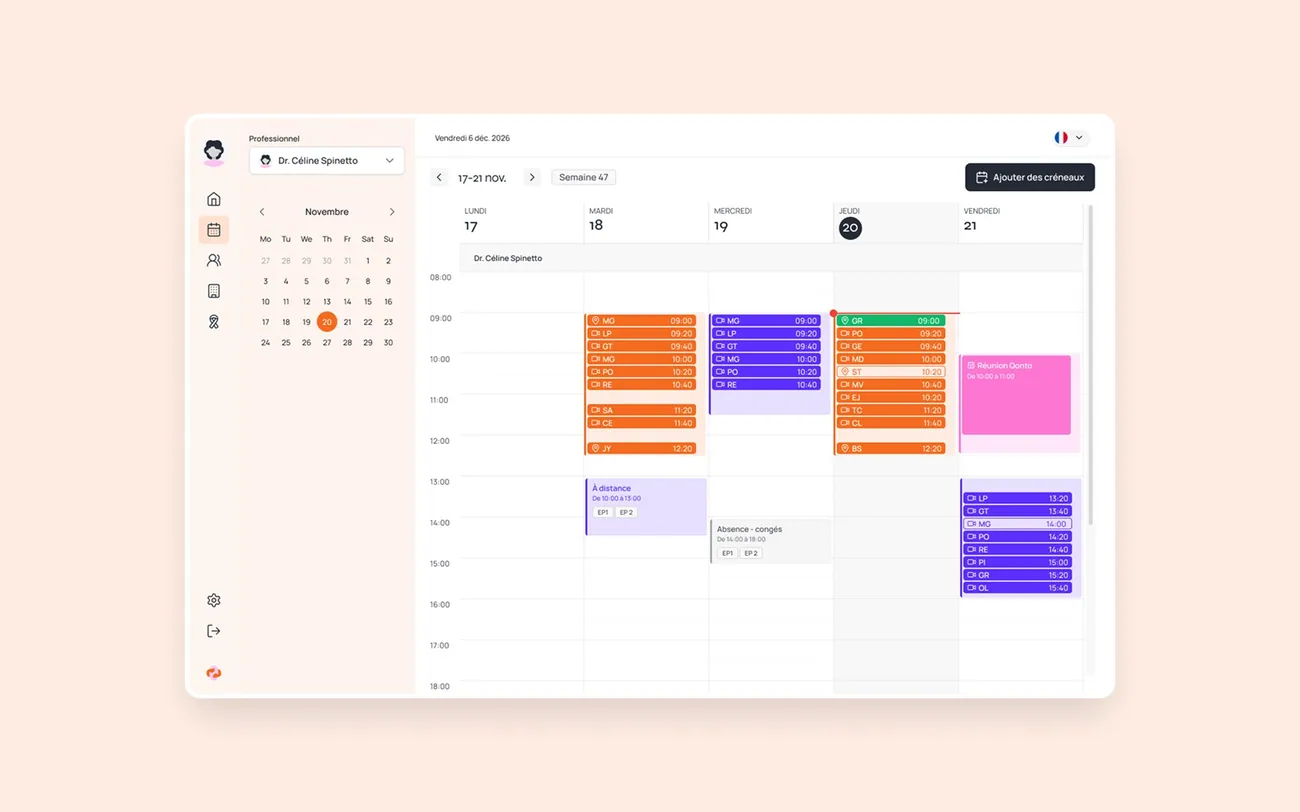 Professionnel
Dr. Céline Spinetto
Novembre
Mo Tu We Th Fr Sat Su
27 28 29 30 31 1 2
3 4 5 6 7 8 9
10 11 12 13 14 15 16
17 18 19 20 21 22 23
24 25 26 27 28 29 30
Vendredi 6 déc. 2026
17-21 nov.
Semaine 47
Ajouter des créneaux
LUNDI
17
MARDI
18
MERCREDI
19
JEUDI
20
VENDREDI
21
Dr. Céline Spinetto
08:00
09:00
10:00
11:00
12:00
13:00
14:00
15:00
16:00
17:00
18:00
MO 09:00
LP 09:20
GT 09:40
MG 10:00
PO 10:20
RE 10:40
SA 11:20
CE 11:40
JY 12:20
À distance
De 10:00 à 13:00
EP1 EP 2
MG 09:00
LP 09:20
GT 09:40
MG 10:00
PO 10:20
RE 10:40
Absence - congés
De 14:00 à 18:00
EP1 EP 2
GR 09:00
PO 09:20
GE 09:40
MD 10:00
ST 10:20
MV 10:40
EJ 10:20
TC 11:20
CL 11:40
BS 12:20
Réunion Qonto
De 10:00 à 11:00
LP 13:20
GT 13:40
MG 14:00
PO 14:20
RE 14:40
PI 15:00
GR 15:20
OL 15:40